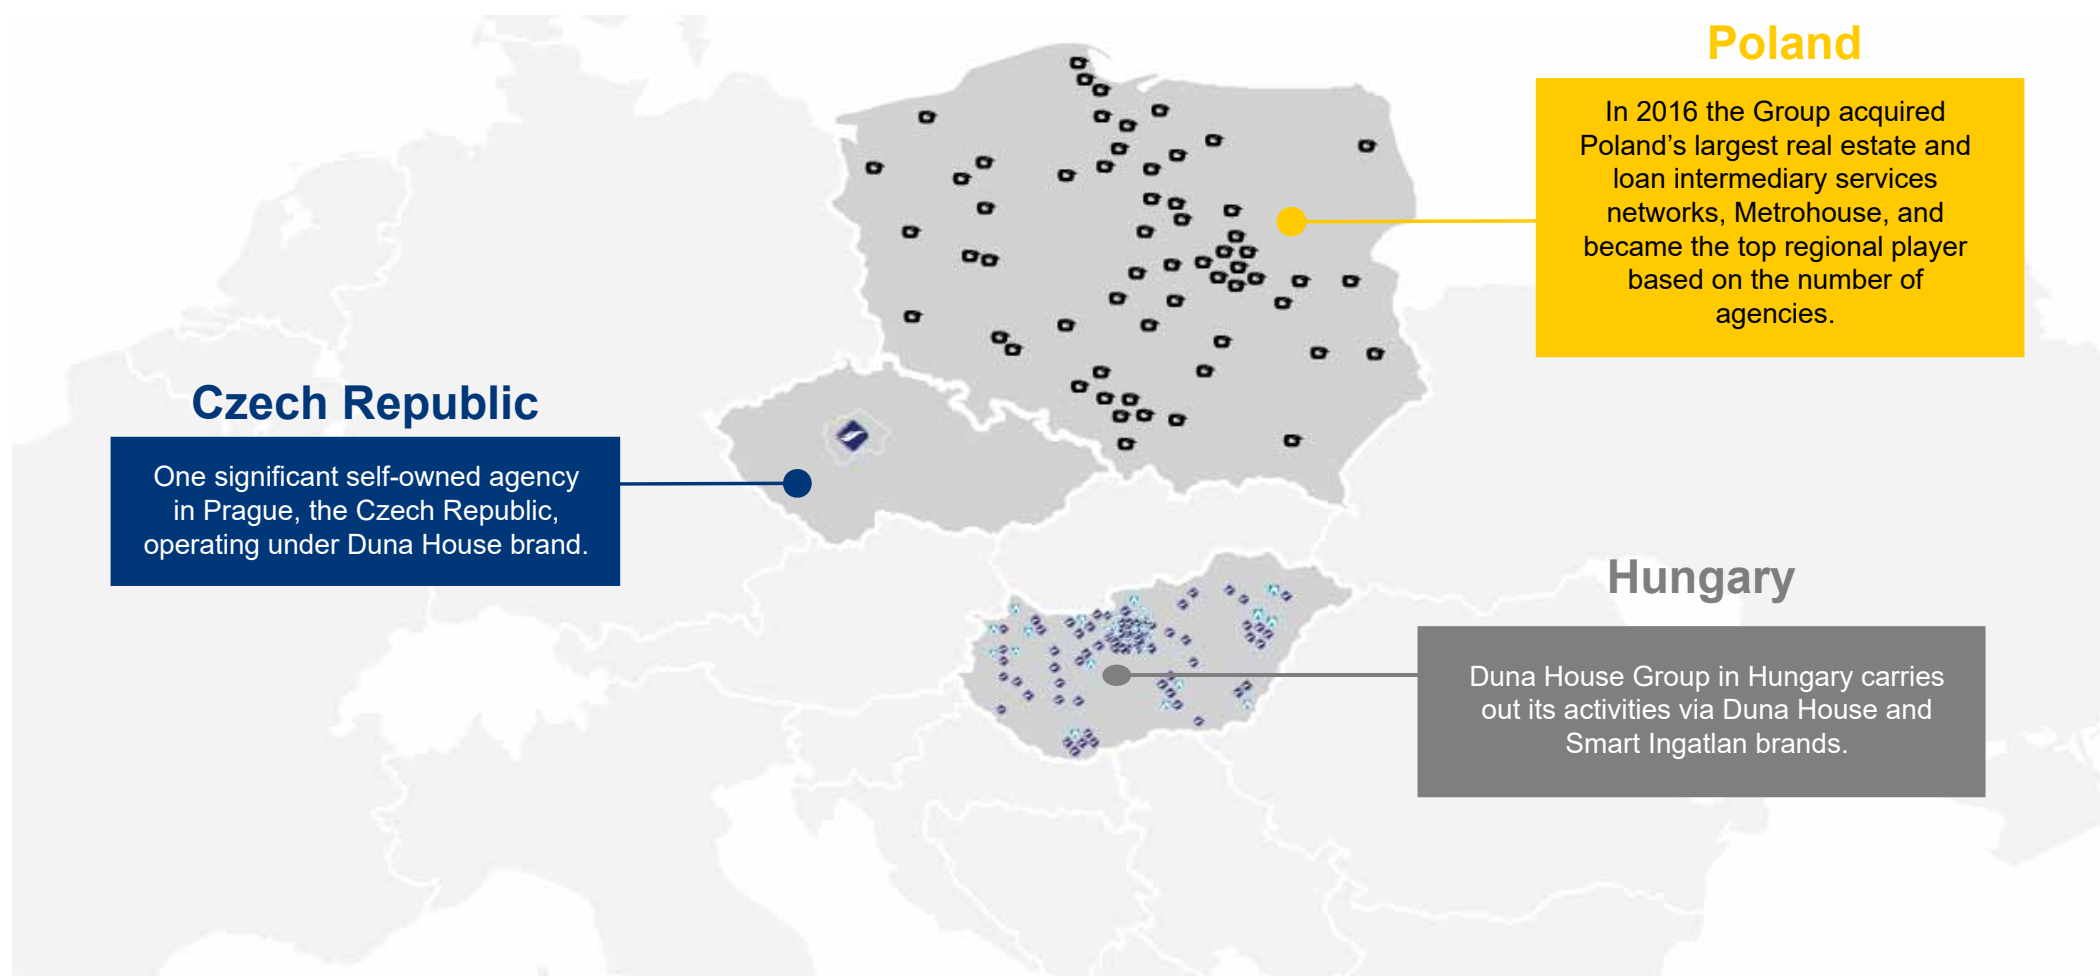 Poland
In 2016 the Group acquired
Poland’s largest real estate and
loan intermediary services
networks, Metrohouse, and
became the top regional player
based on the number of
agencies.
Czech Republic
One significant self-owned agency
in Prague, the Czech Republic,
operating under Duna House brand.
Hungary
Duna House Group in Hungary carries
out its activities via Duna House and
Smart Ingatlan brands.